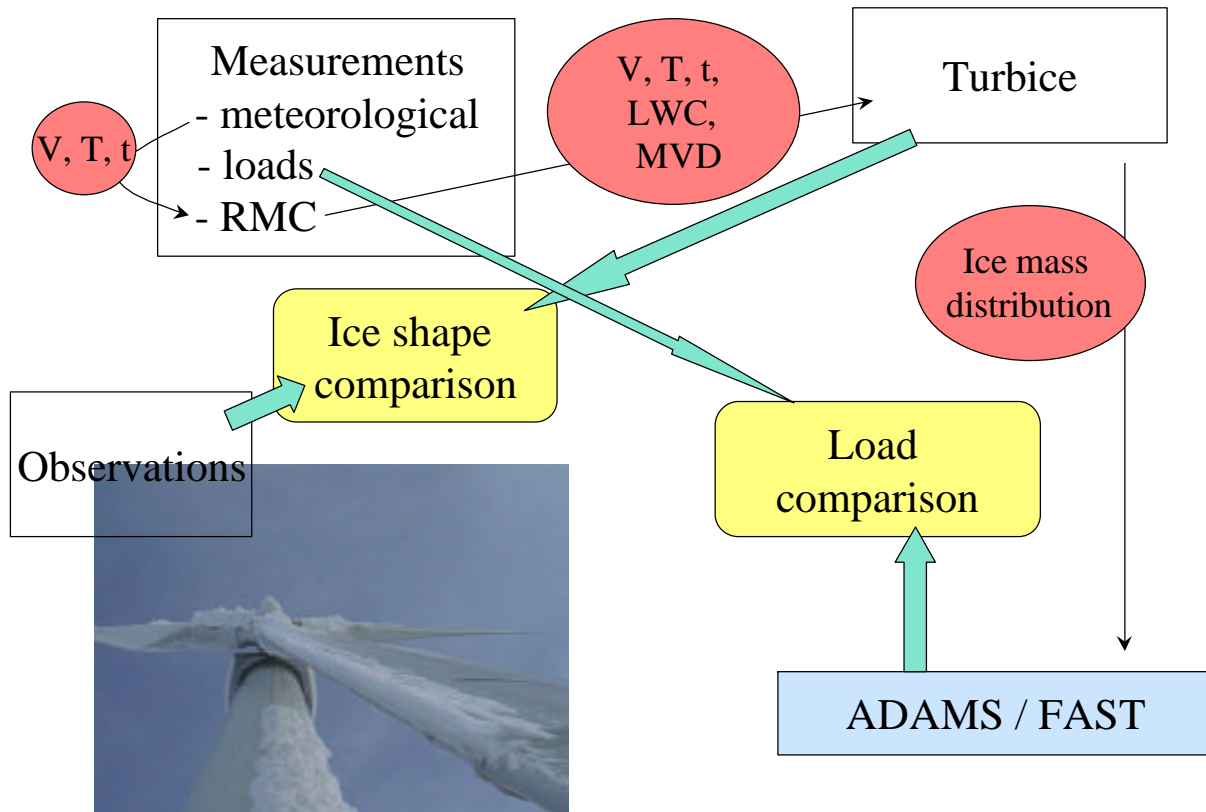 Measurements
- meteorological
- loads
- RMC
V, T, t
V, T, t,
LWC,
MVD
Turbice
Ice mass
distribution
Ice shape
comparison
Observations
Load
comparison
ADAMS / FAST